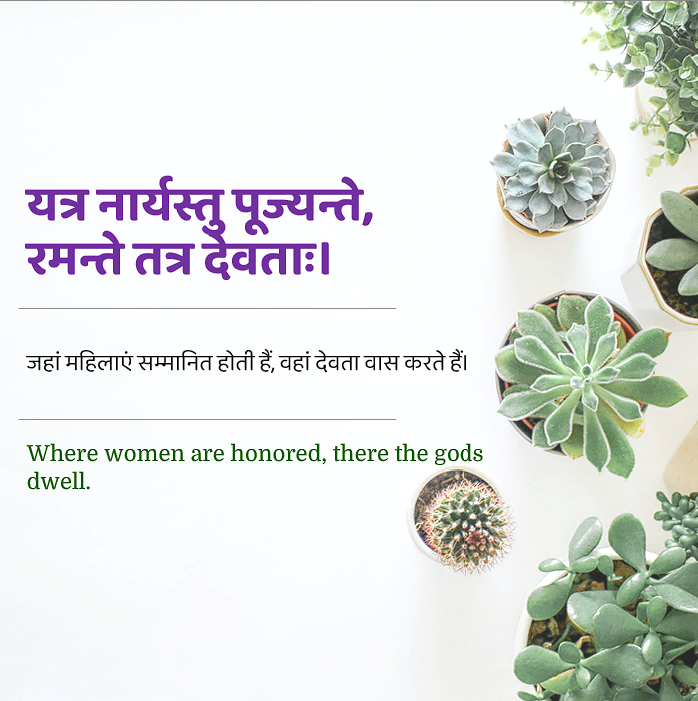 यत्र नार्यस्तु पूज्यन्ते,
रमन्ते तत्र देवताः।
जहां महिलाएं सम्मानित होती हैं, वहां देवता वास करते हैं।
Where women are honored, there the gods
dwell.